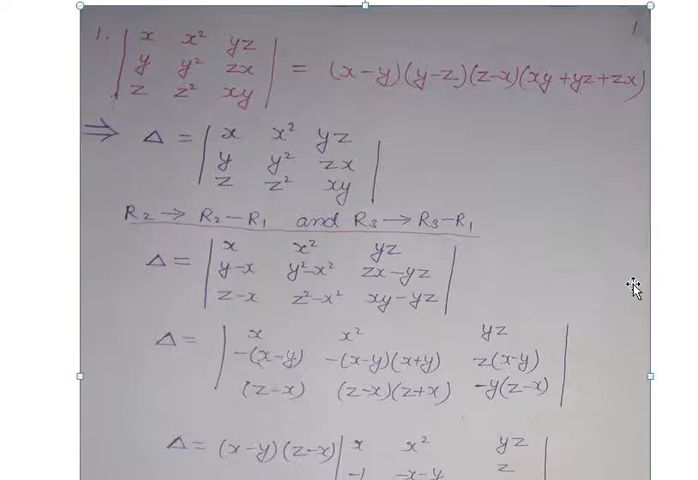 1. | x x² yz | 1
| y y² zx | = (x-y)(y-z)(z-x)(xy+yz+zx)
| z z² xy |
⇒ Δ = | x x² yz |
| y y² zx |
| z z² xy |
R₂ → R₂-R₁ and R₃ → R₃-R₁
Δ = | x x² yz |
| y-x y²-x² zx-yz |
| z-x z²-x² xy-yz |
Δ = | x x² yz |
| -(x-y) -(x-y)(x+y) z(x-y) |
| (z-x) (z-x)(z+x) -y(z-x) |
Δ = (x-y)(z-x) | x x² yz |
| -1 -x-y z |